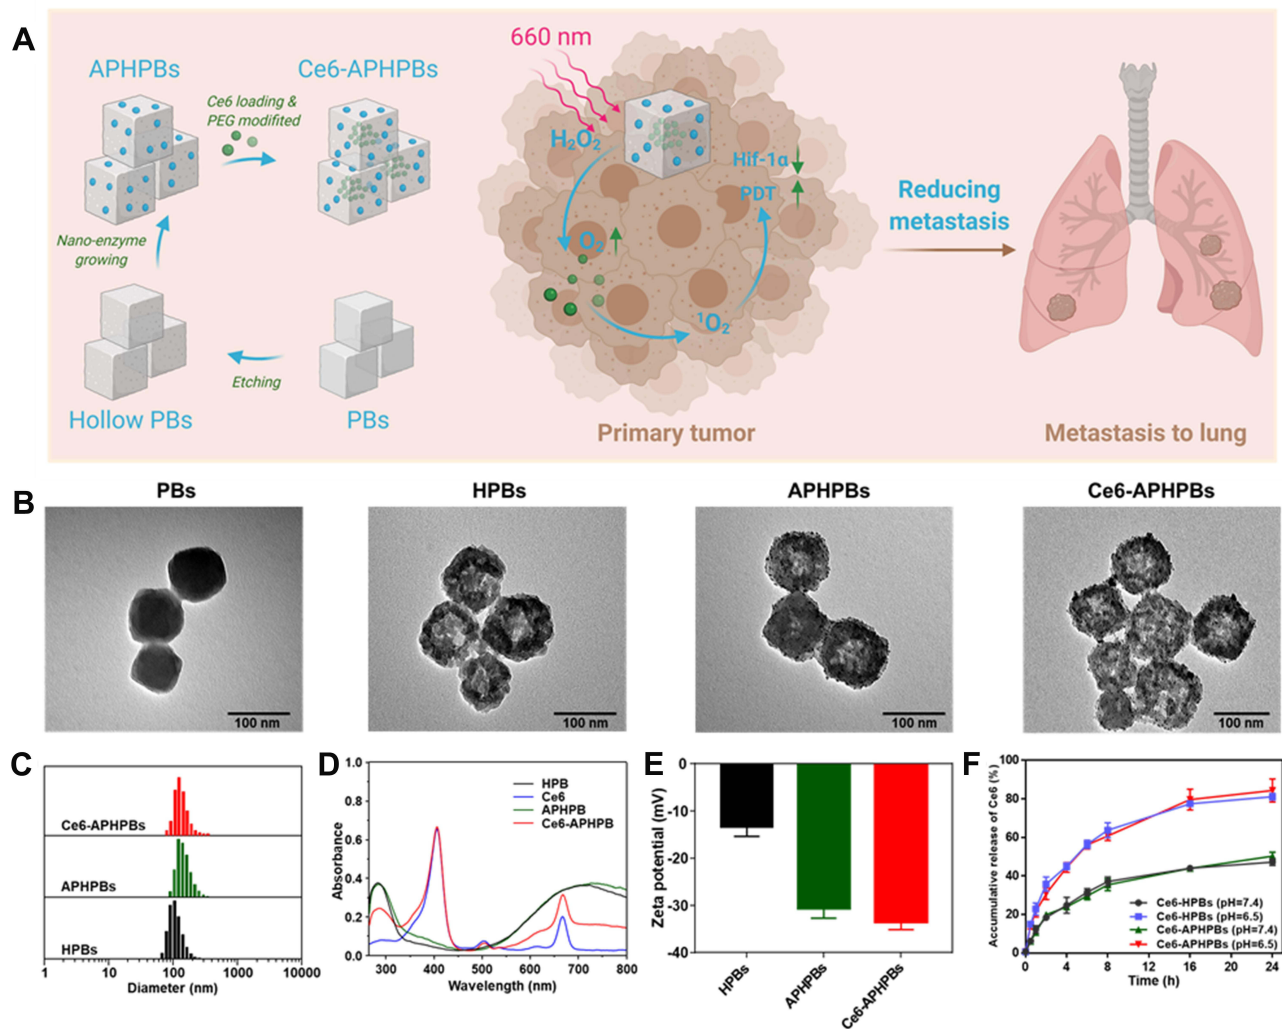 A
APHPBs
Ce6-APHPBs
Ce6 loading &
PEG modifited
Nano-enzyme
growing
Etching
Hollow PBs
PBs
660 nm
H₂O₂
Hif-1α
PDT
O₂
¹O₂
Primary tumor
Reducing
metastasis
Metastasis to lung
B
PBs
HPBs
APHPBs
Ce6-APHPBs
100 nm
100 nm
100 nm
100 nm
C
Ce6-APHPBs
APHPBs
HPBs
1 10 100 1000 10000
Diameter (nm)
D
Absorbance
1.0
0.8
0.6
0.4
0.2
0.0
HPB
Ce6
APHPB
Ce6-APHPB
300 400 500 600 700 800
Wavelength (nm)
E
Zeta potential (mV)
0
-10
-20
-30
-40
HPBs
APHPBs
Ce6-APHPBs
F
Accumulative release of Ce6 (%)
100
80
60
40
20
0
Ce6-HPBs (pH=7.4)
Ce6-HPBs (pH=6.5)
Ce6-APHPBs (pH=7.4)
Ce6-APHPBs (pH=6.5)
0 4 8 12 16 20 24
Time (h)